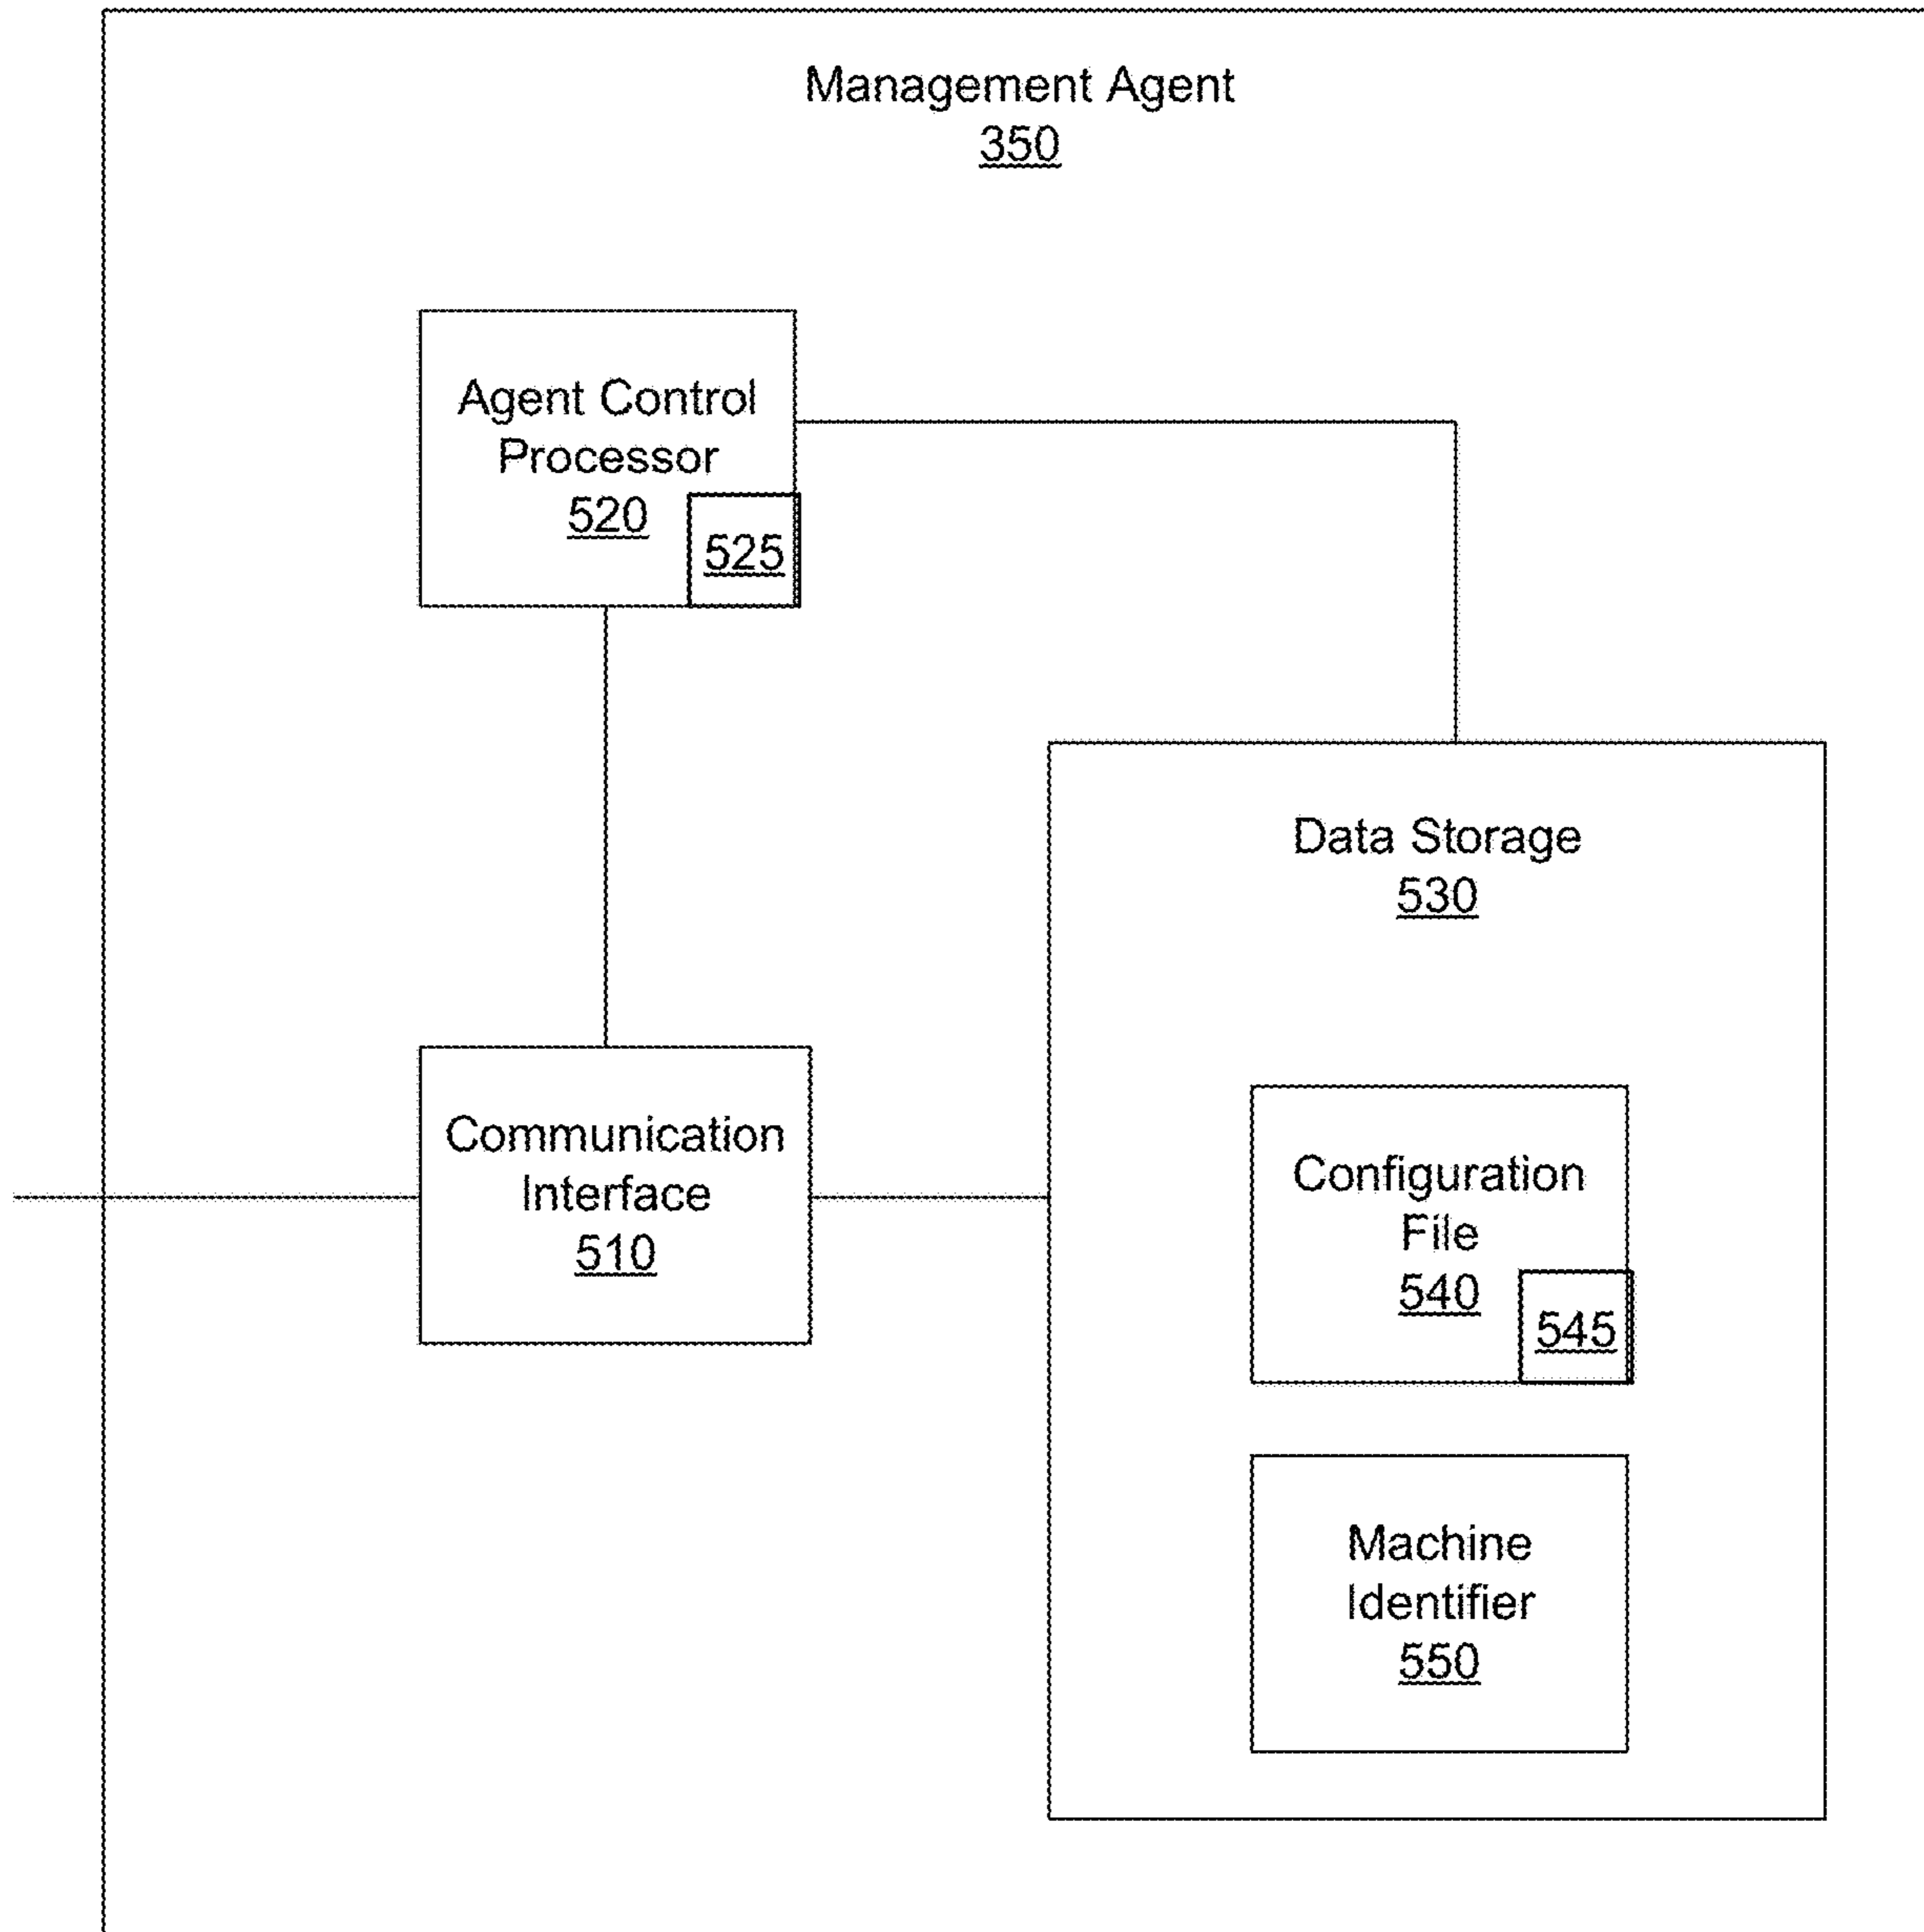 Management Agent
350
Agent Control
Processor
520
525
Communication
Interface
510
Data Storage
530
Configuration
File
540
545
Machine
Identifier
550